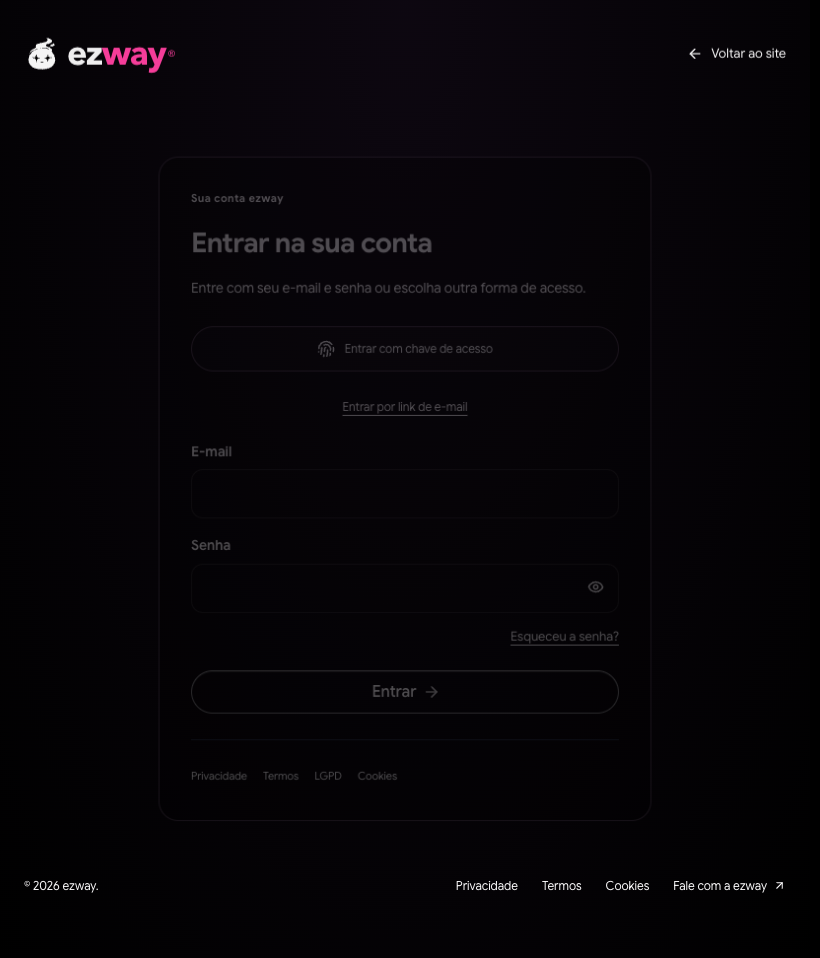 ezway®
Voltar ao site
Sua conta ezway
Entrar na sua conta
Entre com seu e-mail e senha ou escolha outra forma de acesso.
Entrar com chave de acesso
Entrar por link de e-mail
E-mail
Senha
Esqueceu a senha?
Entrar →
Privacidade Termos LGPD Cookies
© 2026 ezway.
Privacidade Termos Cookies Fale com a ezway ↗